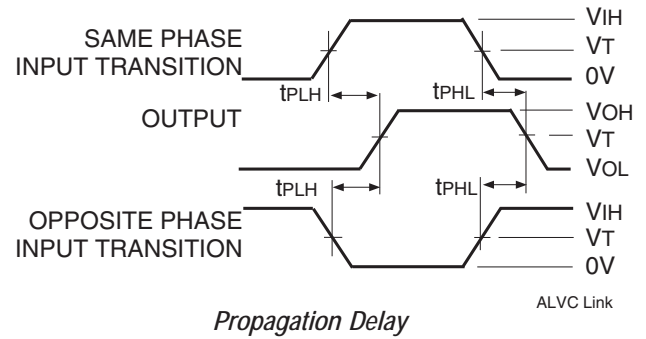 SAME PHASE
INPUT TRANSITION
VIH
VT
0V
tPLH
tPHL
OUTPUT
VOH
VT
VOL
tPLH
tPHL
OPPOSITE PHASE
INPUT TRANSITION
VIH
VT
0V
ALVC Link
Propagation Delay